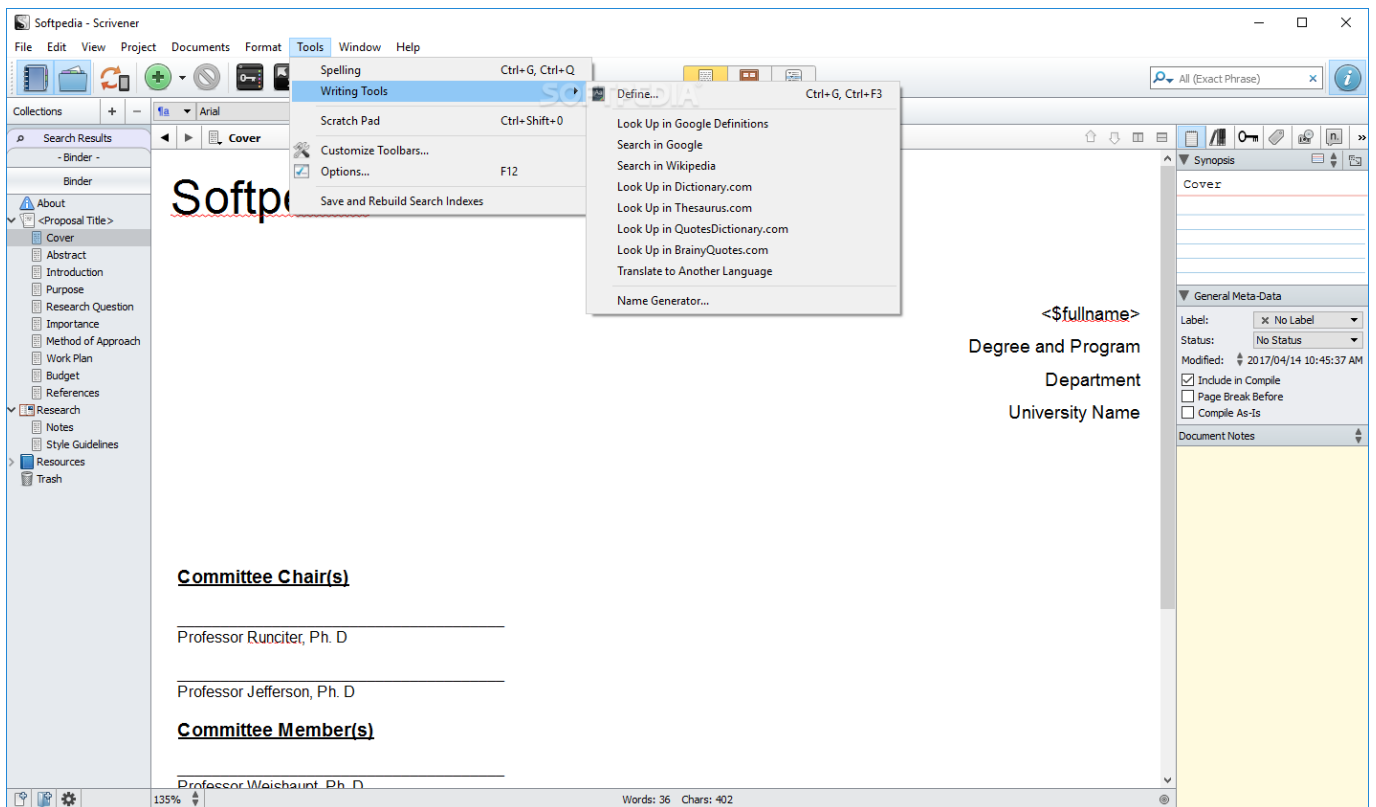 Softpedia - Scrivener
File Edit View Project Documents Format Tools Window Help
All (Exact Phrase)
Collections
Arial
Search Results
- Binder -
Binder
About
<Proposal Title>
Cover
Abstract
Introduction
Purpose
Research Question
Importance
Method of Approach
Work Plan
Budget
References
Research
Notes
Style Guidelines
Resources
Trash
Spelling Ctrl+G, Ctrl+Q
Writing Tools
Scratch Pad Ctrl+Shift+0
Customize Toolbars...
Options... F12
Save and Rebuild Search Indexes
SOFTPEDIA
Define... Ctrl+G, Ctrl+F3
Look Up in Google Definitions
Search in Google
Search in Wikipedia
Look Up in Dictionary.com
Look Up in Thesaurus.com
Look Up in QuotesDictionary.com
Look Up in BrainyQuotes.com
Translate to Another Language
Name Generator...
Cover
Softpe
<$fullname>
Degree and Program
Department
University Name
Committee Chair(s)
Professor Runciter, Ph. D
Professor Jefferson, Ph. D
Committee Member(s)
Professor Weishaupt, Ph. D
Synopsis
Cover
General Meta-Data
Label: No Label
Status: No Status
Modified: 2017/04/14 10:45:37 AM
Include in Compile
Page Break Before
Compile As-Is
Document Notes
135%
Words: 36 Chars: 402